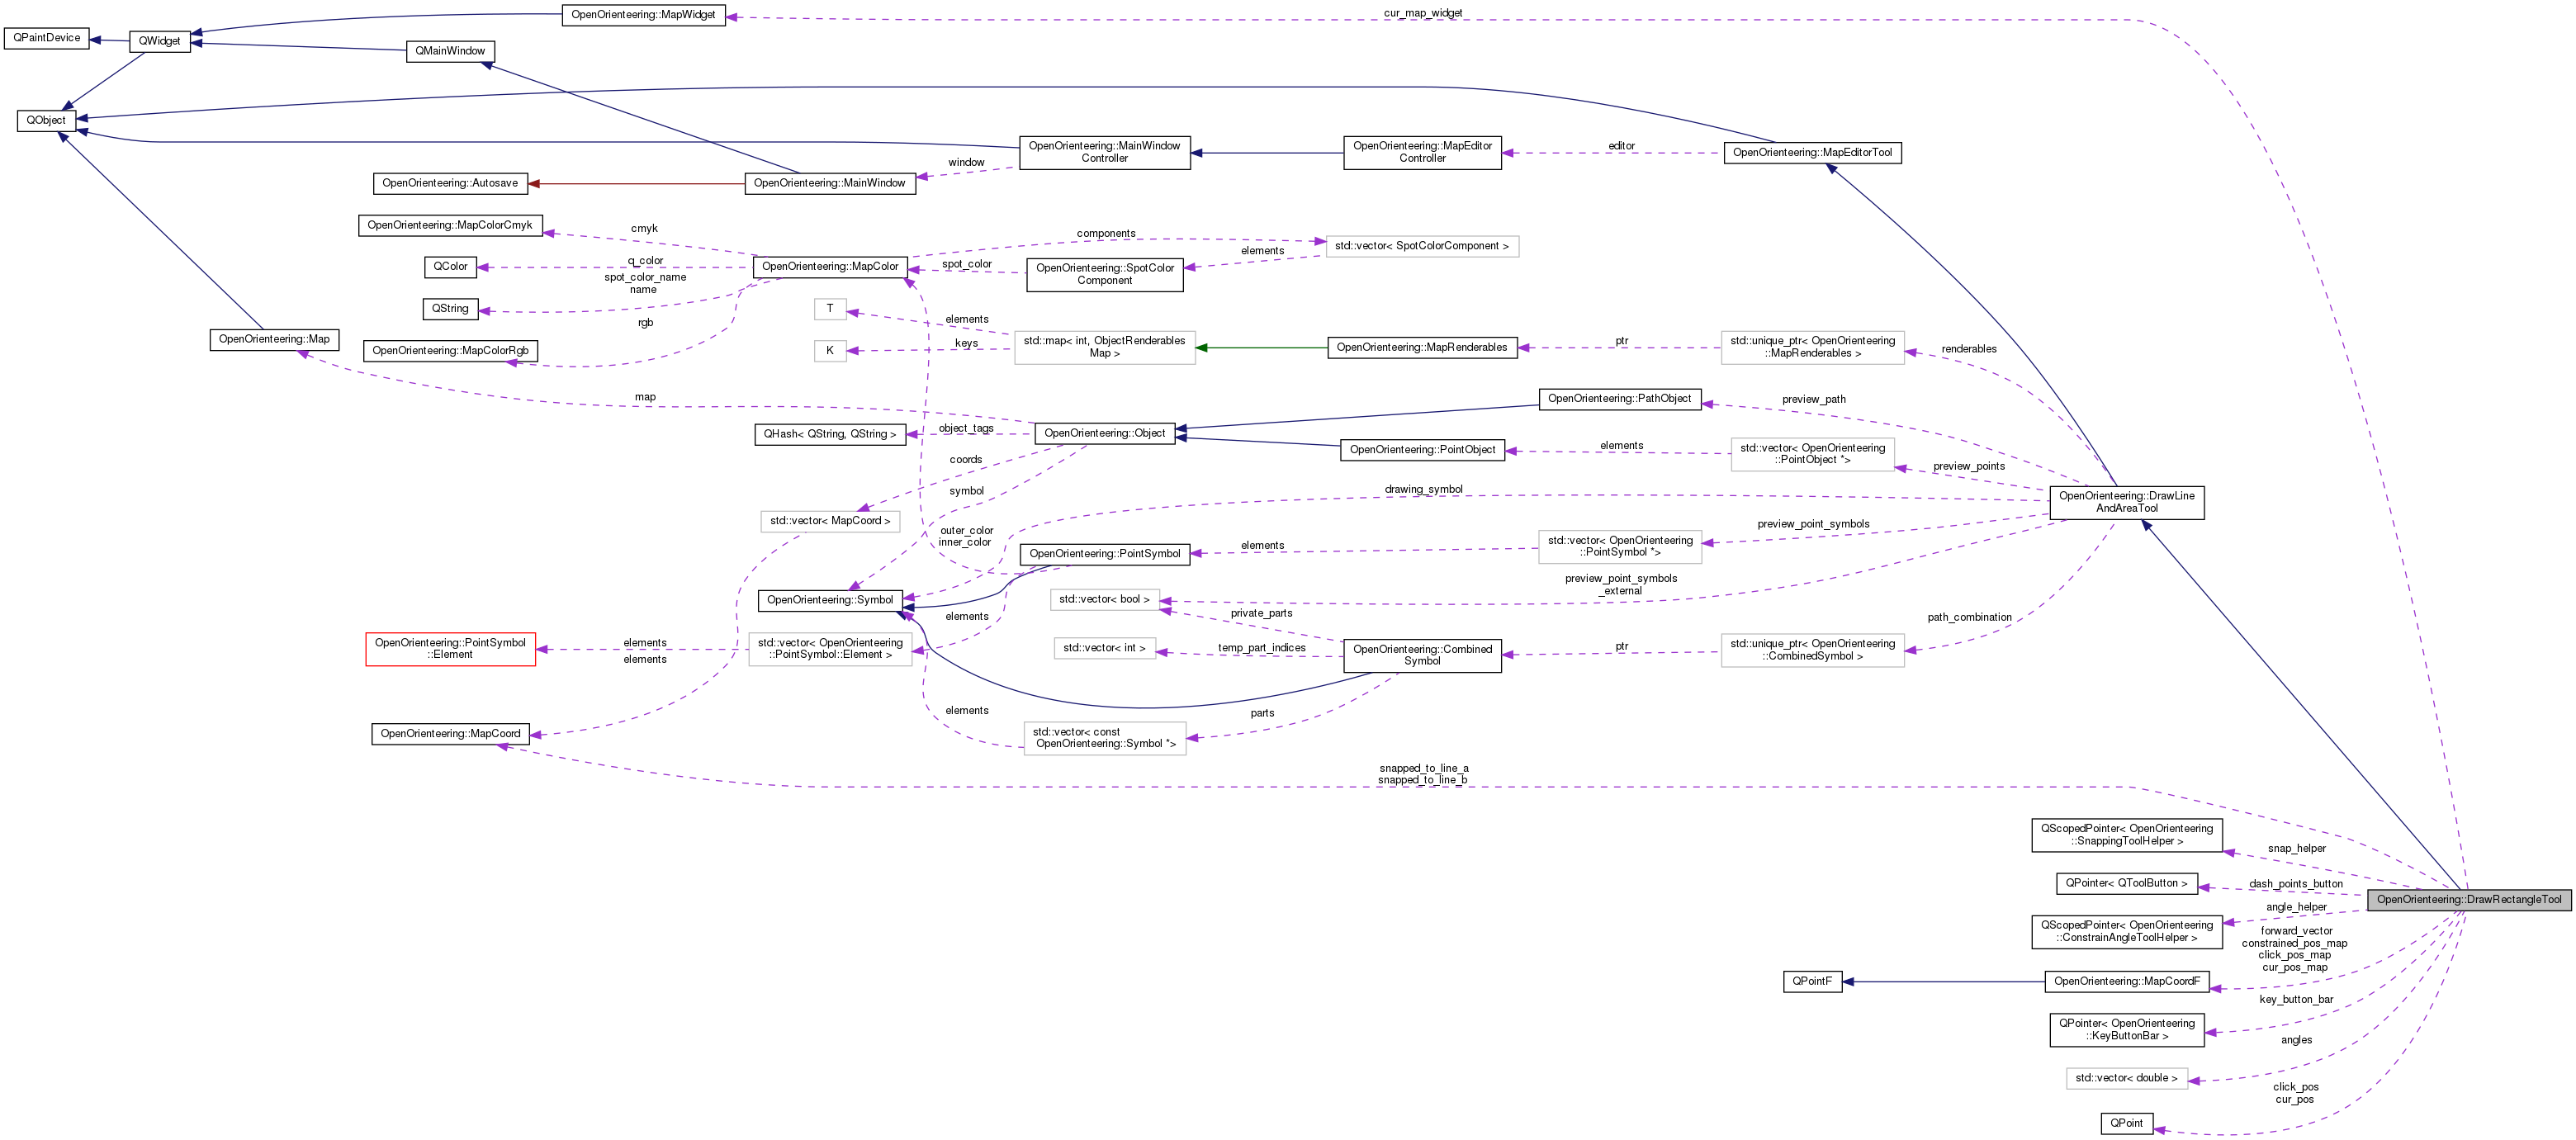 OpenOrienteering::MapWidget
cur_map_widget
QPaintDevice
QWidget
QMainWindow
QObject
OpenOrienteering::MainWindow
Controller
OpenOrienteering::MapEditor
Controller
editor
OpenOrienteering::MapEditorTool
window
OpenOrienteering::Autosave
OpenOrienteering::MainWindow
OpenOrienteering::MapColorCmyk
cmyk
components
std::vector< SpotColorComponent >
elements
QColor
q_color
OpenOrienteering::MapColor
spot_color
OpenOrienteering::SpotColor
Component
spot_color_name
name
QString
T
elements
rgb
OpenOrienteering::Map
OpenOrienteering::MapColorRgb
K
keys
std::map< int, ObjectRenderables
Map >
OpenOrienteering::MapRenderables
ptr
std::unique_ptr< OpenOrienteering
::MapRenderables >
renderables
map
OpenOrienteering::PathObject
preview_path
QHash< QString, QString >
object_tags
OpenOrienteering::Object
OpenOrienteering::PointObject
elements
std::vector< OpenOrienteering
::PointObject *>
preview_points
coords
symbol
drawing_symbol
OpenOrienteering::DrawLine
AndAreaTool
std::vector< MapCoord >
outer_color
inner_color
preview_point_symbols
OpenOrienteering::PointSymbol
elements
std::vector< OpenOrienteering
::PointSymbol *>
preview_point_symbols
_external
OpenOrienteering::Symbol
std::vector< bool >
private_parts
elements
path_combination
OpenOrienteering::PointSymbol
::Element
elements
elements
std::vector< OpenOrienteering
::PointSymbol::Element >
std::vector< int >
temp_part_indices
OpenOrienteering::Combined
Symbol
ptr
std::unique_ptr< OpenOrienteering
::CombinedSymbol >
elements
parts
OpenOrienteering::MapCoord
std::vector< const
OpenOrienteering::Symbol *>
snapped_to_line_a
snapped_to_line_b
QScopedPointer< OpenOrienteering
::SnappingToolHelper >
snap_helper
QPointer< QToolButton >
dash_points_button
OpenOrienteering::DrawRectangleTool
angle_helper
QScopedPointer< OpenOrienteering
::ConstrainAngleToolHelper >
forward_vector
constrained_pos_map
click_pos_map
cur_pos_map
QPointF
OpenOrienteering::MapCoordF
key_button_bar
QPointer< OpenOrienteering
::KeyButtonBar >
angles
std::vector< double >
click_pos
cur_pos
QPoint